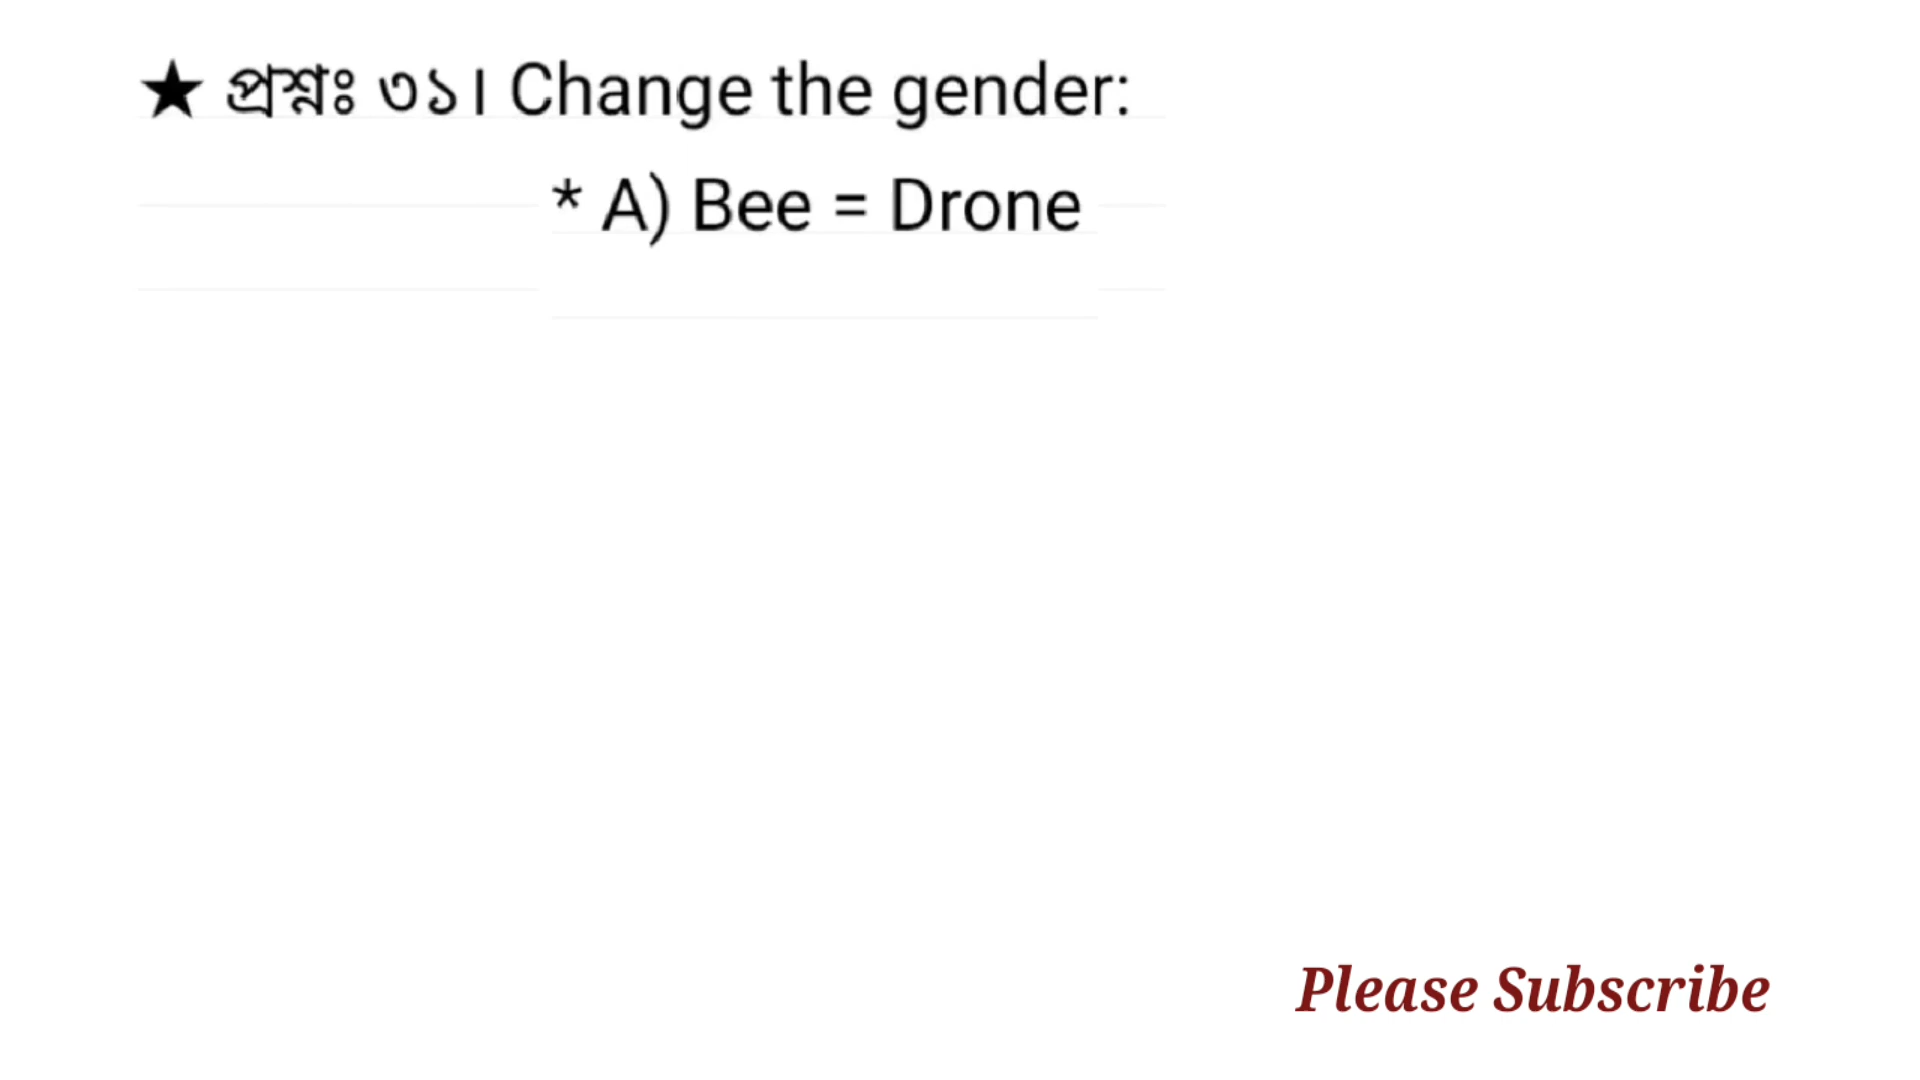 ★ প্রশ্নঃ ৩১। Change the gender:
* A) Bee = Drone
Please Subscribe